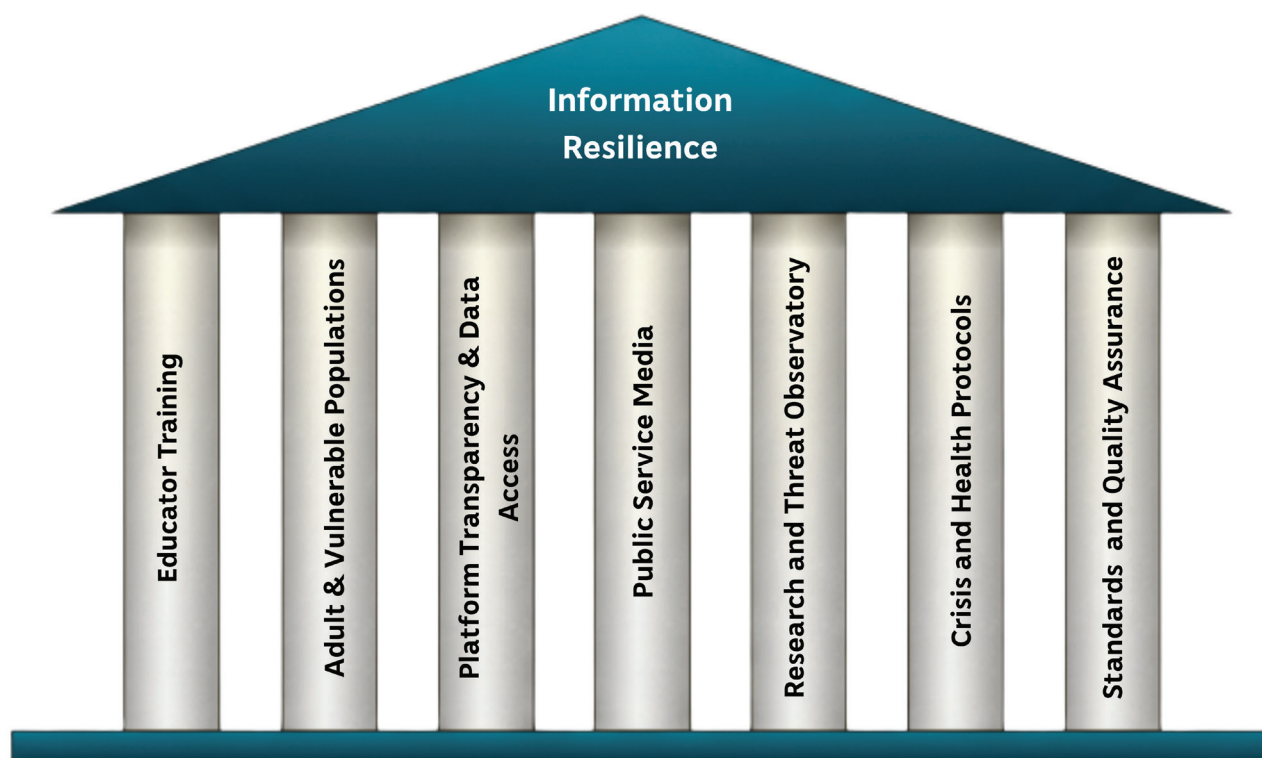 Information
Resilience
Educator Training
Adult & Vulnerable Populations
Platform Transparency & Data
Access
Public Service Media
Research and Threat Observatory
Crisis and Health Protocols
Standards  and Quality Assurance